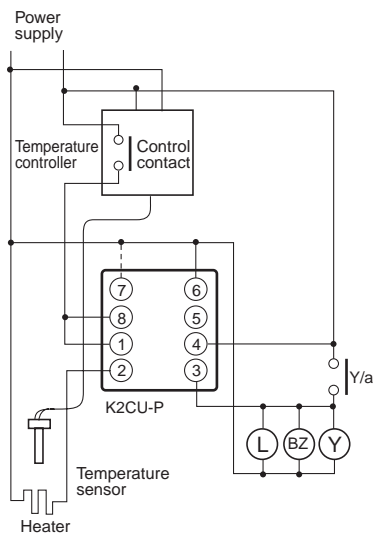 Power
supply
Temperature
controller
Control
contact
7
6
8
5
1
4
2
3
Y/a
K2CU-P
L
BZ
Y
Temperature
sensor
Heater